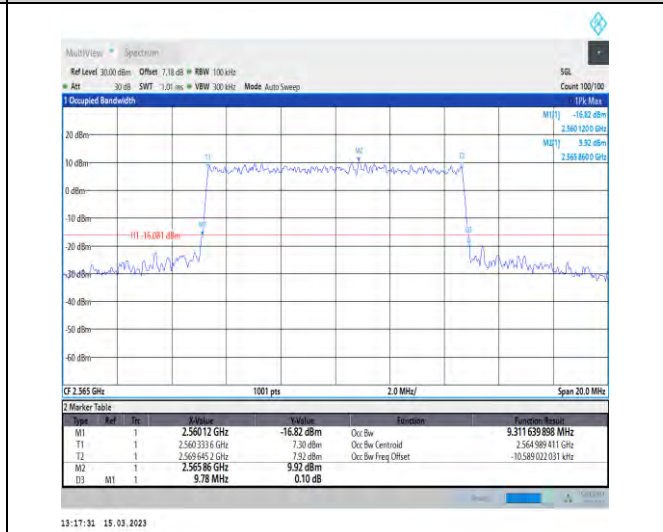 MultiView Spectrum
Ref Level 30.00 dBm Offset 7.18 dB RBW 100 kHz SGL
Att 30 dB SWT 1.01 ms VBW 300 kHz Mode Auto Sweep Count 100/100
1 Occupied Bandwidth 1Pk Max
M1[1] -16.82 dBm
2.560 1200 GHz
M2[1] 9.92 dBm
2.565 8600 GHz
20 dBm
10 dBm
0 dBm
-10 dBm
-20 dBm
-30 dBm
-40 dBm
-50 dBm
-60 dBm
T1
M2
T2
M1
D3
H1 -16.081 dBm
CF 2.565 GHz 1001 pts 2.0 MHz/ Span 20.0 MHz
2 Marker Table
Type Ref Trc X-Value Y-Value Function Function Result
M1 1 2.56012 GHz -16.82 dBm Occ Bw 9.311 639 898 MHz
T1 1 2.560 333 6 GHz 7.30 dBm Occ Bw Centroid 2.564 989 411 GHz
T2 1 2.569 645 2 GHz 7.92 dBm Occ Bw Freq Offset -10.589 022 031 kHz
M2 1 2.565 86 GHz 9.92 dBm
D3 M1 1 9.78 MHz 0.10 dB
13:17:31 15.03.2023